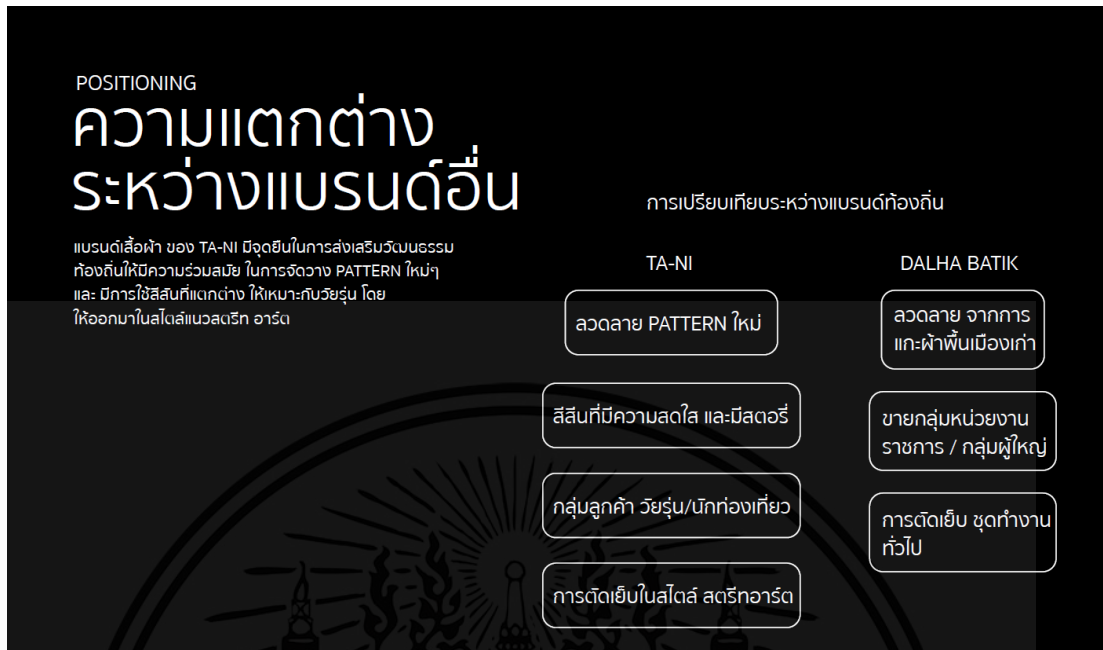 POSITIONING
ความแตกต่าง
ระหว่างแบรนด์อื่น
แบรนด์เสื้อผ้า ของ TA-NI มีจุดยืนในการส่งเสริมวัฒนธรรม
ท้องถิ่นให้มีความร่วมสมัย ในการจัดวาง PATTERN ใหม่ๆ
และ มีการใช้สีสันที่แตกต่าง ให้เหมาะกับวัยรุ่น โดย
ให้ออกมาในสไตล์แนวสตรีท อาร์ต
การเปรียบเทียบระหว่างแบรนด์ท้องถิ่น
TA-NI
ลวดลาย PATTERN ใหม่
สีสีนที่มีความสดใส และมีสตอรี่
กลุ่มลูกค้า วัยรุ่น/นักท่องเที่ยว
การตัดเย็บในสไตล์ สตรีทอาร์ต
DALHA BATIK
ลวดลาย จากการ
แกะผ้าพื้นเมืองเก่า
ขายกลุ่มหน่วยงาน
ราชการ / กลุ่มผู้ใหญ่
การตัดเย็บ ชุดทำงาน
ทั่วไป